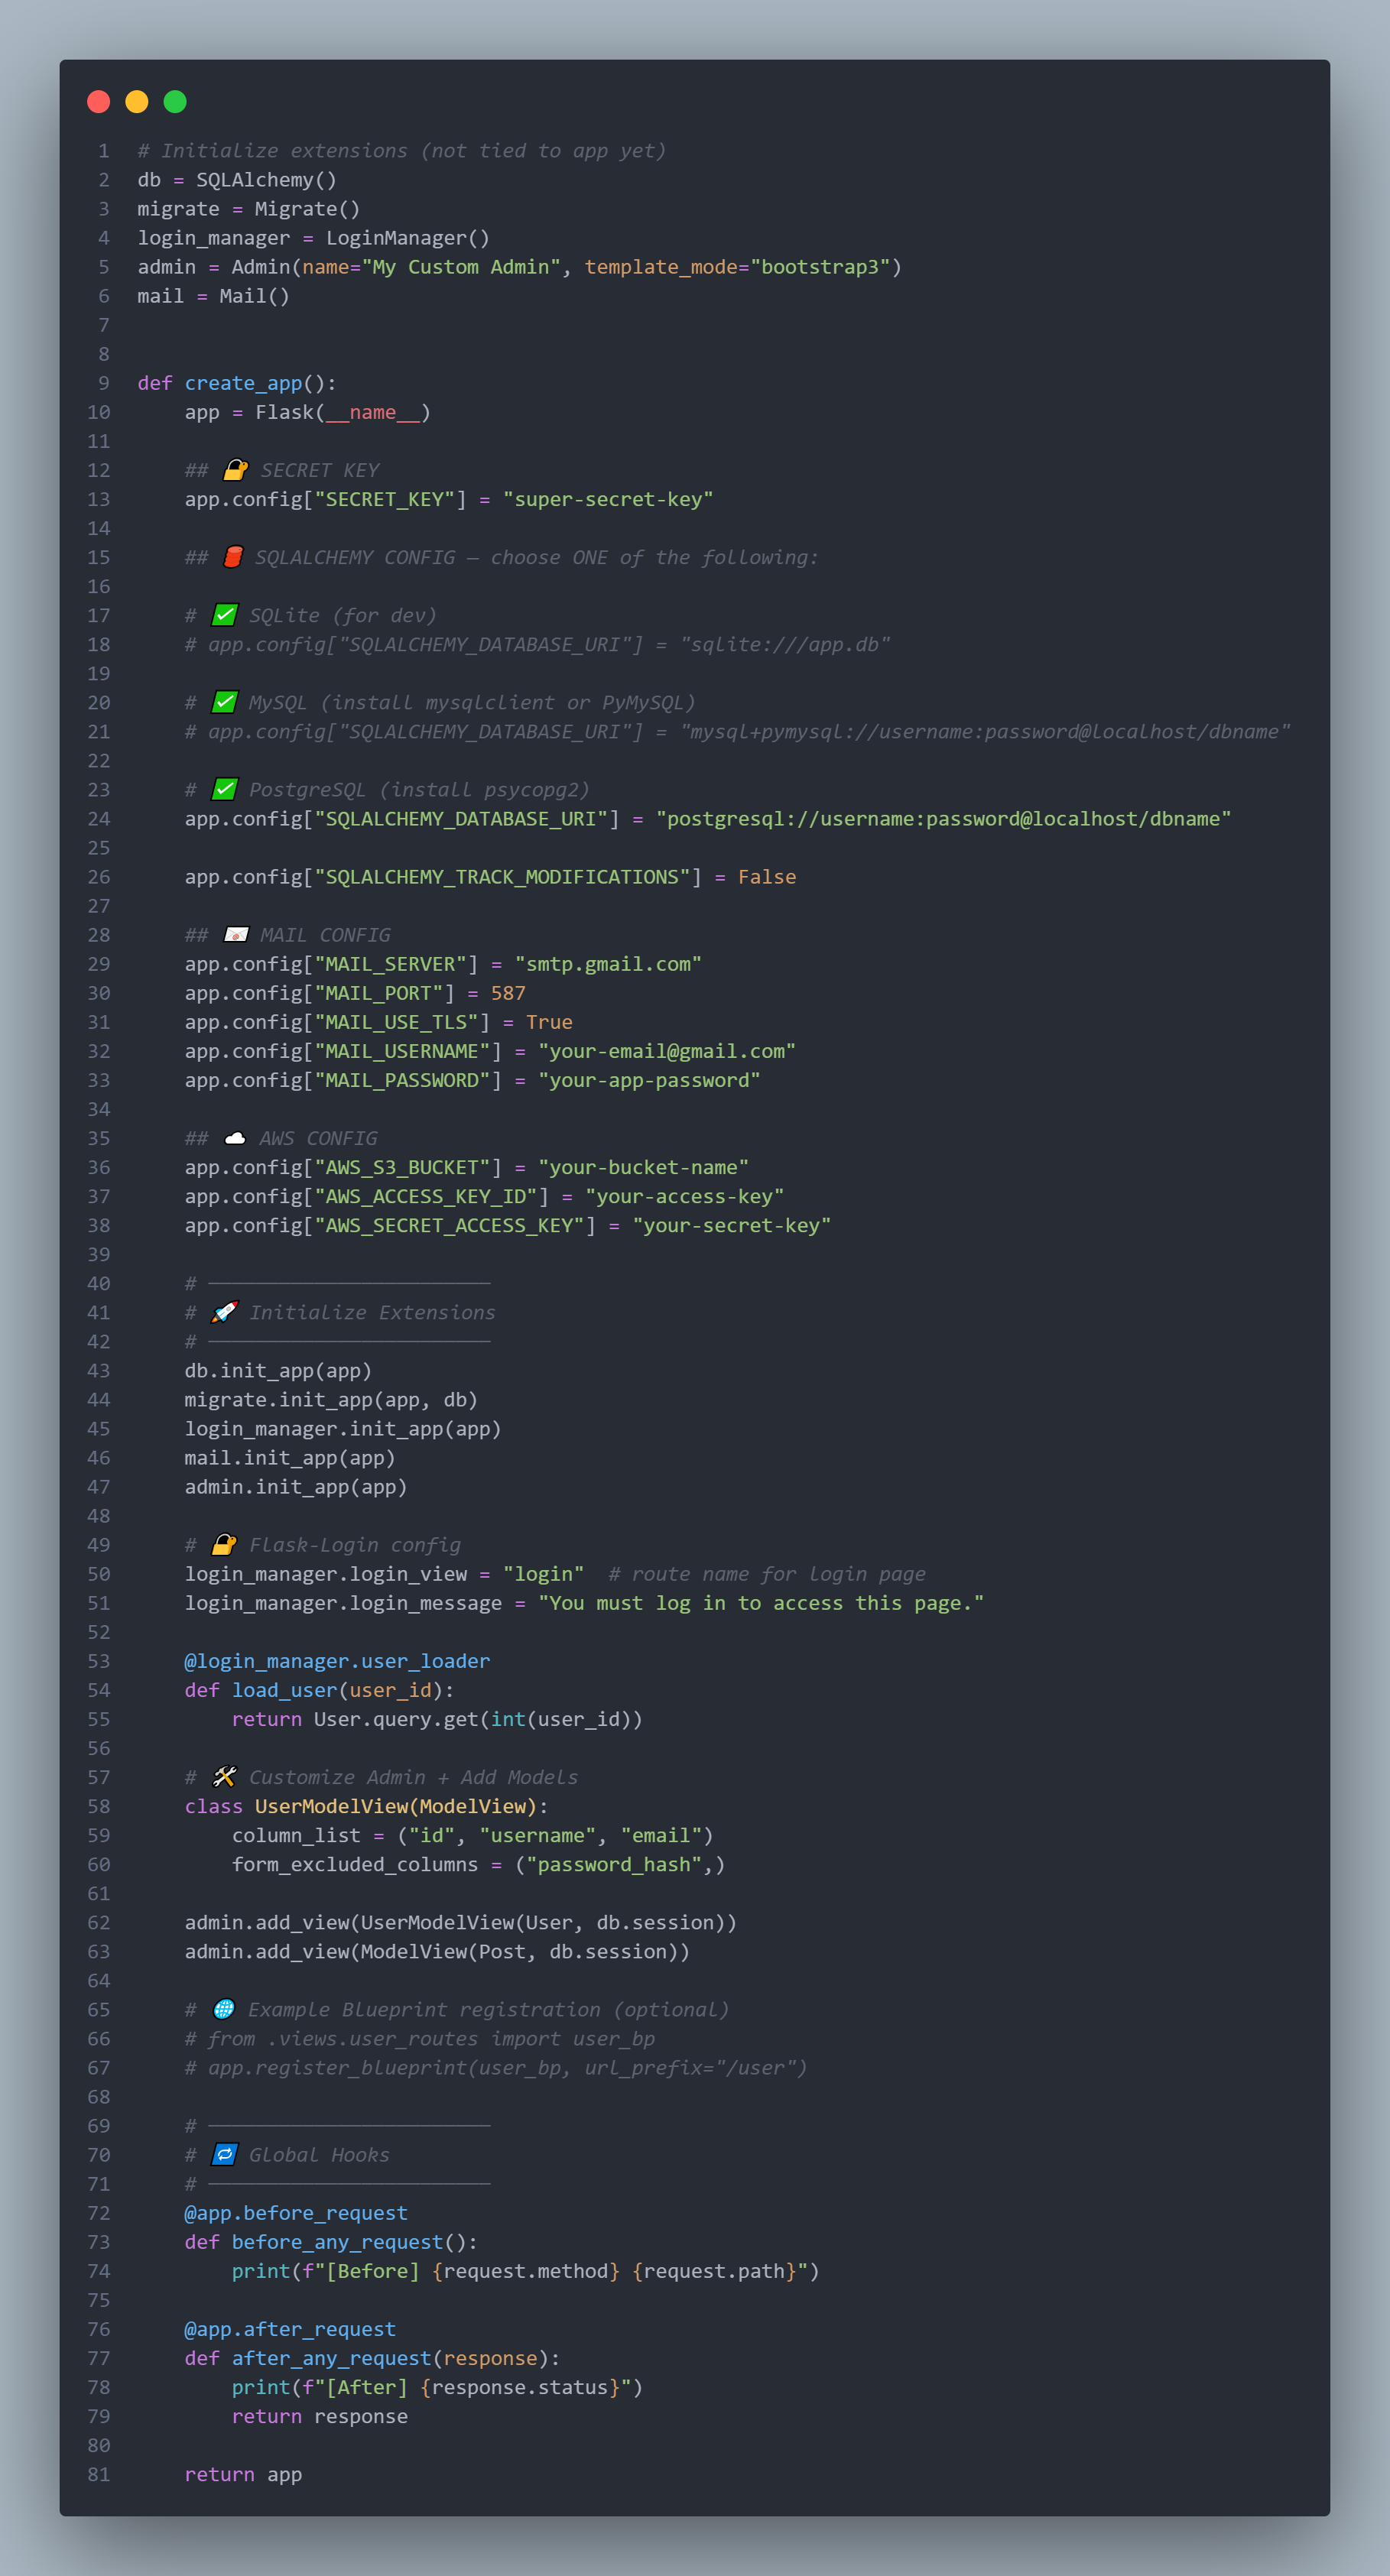 1 # Initialize extensions (not tied to app yet)
2 db = SQLAlchemy()
3 migrate = Migrate()
4 login_manager = LoginManager()
5 admin = Admin(name="My Custom Admin", template_mode="bootstrap3")
6 mail = Mail()
7
8
9 def create_app():
10     app = Flask(__name__)
11
12     ## 🔐 SECRET KEY
13     app.config["SECRET_KEY"] = "super-secret-key"
14
15     ## 🛢️ SQLALCHEMY CONFIG — choose ONE of the following:
16
17     # ✅ SQLite (for dev)
18     # app.config["SQLALCHEMY_DATABASE_URI"] = "sqlite:///app.db"
19
20     # ✅ MySQL (install mysqlclient or PyMySQL)
21     # app.config["SQLALCHEMY_DATABASE_URI"] = "mysql+pymysql://username:password@localhost/dbname"
22
23     # ✅ PostgreSQL (install psycopg2)
24     app.config["SQLALCHEMY_DATABASE_URI"] = "postgresql://username:password@localhost/dbname"
25
26     app.config["SQLALCHEMY_TRACK_MODIFICATIONS"] = False
27
28     ## 💌 MAIL CONFIG
29     app.config["MAIL_SERVER"] = "smtp.gmail.com"
30     app.config["MAIL_PORT"] = 587
31     app.config["MAIL_USE_TLS"] = True
32     app.config["MAIL_USERNAME"] = "your-email@gmail.com"
33     app.config["MAIL_PASSWORD"] = "your-app-password"
34
35     ## ☁️ AWS CONFIG
36     app.config["AWS_S3_BUCKET"] = "your-bucket-name"
37     app.config["AWS_ACCESS_KEY_ID"] = "your-access-key"
38     app.config["AWS_SECRET_ACCESS_KEY"] = "your-secret-key"
39
40     # ────────────────────────
41     # 🚀 Initialize Extensions
42     # ────────────────────────
43     db.init_app(app)
44     migrate.init_app(app, db)
45     login_manager.init_app(app)
46     mail.init_app(app)
47     admin.init_app(app)
48
49     # 🔐 Flask-Login config
50     login_manager.login_view = "login"  # route name for login page
51     login_manager.login_message = "You must log in to access this page."
52
53     @login_manager.user_loader
54     def load_user(user_id):
55         return User.query.get(int(user_id))
56
57     # 🛠️ Customize Admin + Add Models
58     class UserModelView(ModelView):
59         column_list = ("id", "username", "email")
60         form_excluded_columns = ("password_hash",)
61
62     admin.add_view(UserModelView(User, db.session))
63     admin.add_view(ModelView(Post, db.session))
64
65     # 🌐 Example Blueprint registration (optional)
66     # from .views.user_routes import user_bp
67     # app.register_blueprint(user_bp, url_prefix="/user")
68
69     # ────────────────────────
70     # 🔁 Global Hooks
71     # ────────────────────────
72     @app.before_request
73     def before_any_request():
74         print(f"[Before] {request.method} {request.path}")
75
76     @app.after_request
77     def after_any_request(response):
78         print(f"[After] {response.status}")
79         return response
80
81     return app